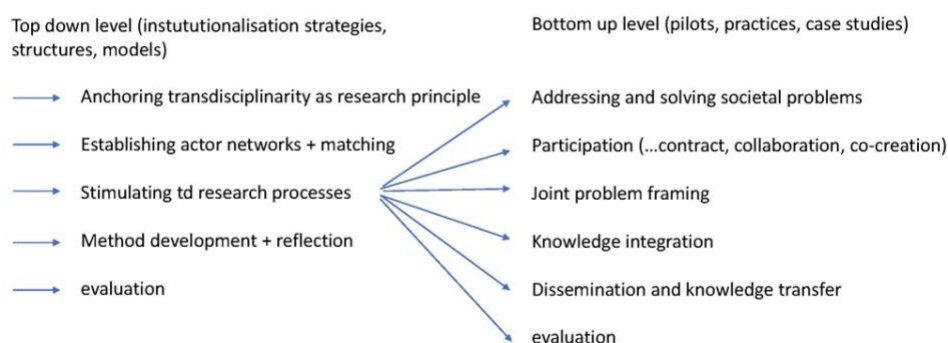 Top down level (instututionalisation strategies,
structures, models)
Anchoring transdisciplinarity as research principle
Establishing actor networks + matching
Stimulating td research processes
Method development + reflection
evaluation
Bottom up level (pilots, practices, case studies)
Addressing and solving societal problems
Participation (...contract, collaboration, co-creation)
Joint problem framing
Knowledge integration
Dissemination and knowledge transfer
evaluation